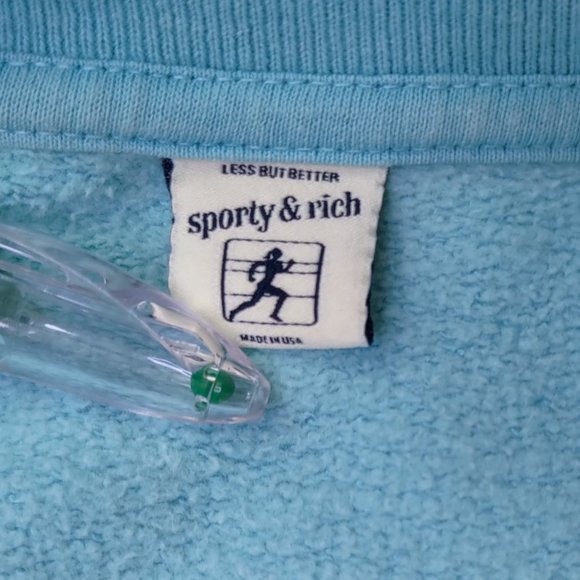 LESS BUT BETTER
sporty & rich
MADE IN USA